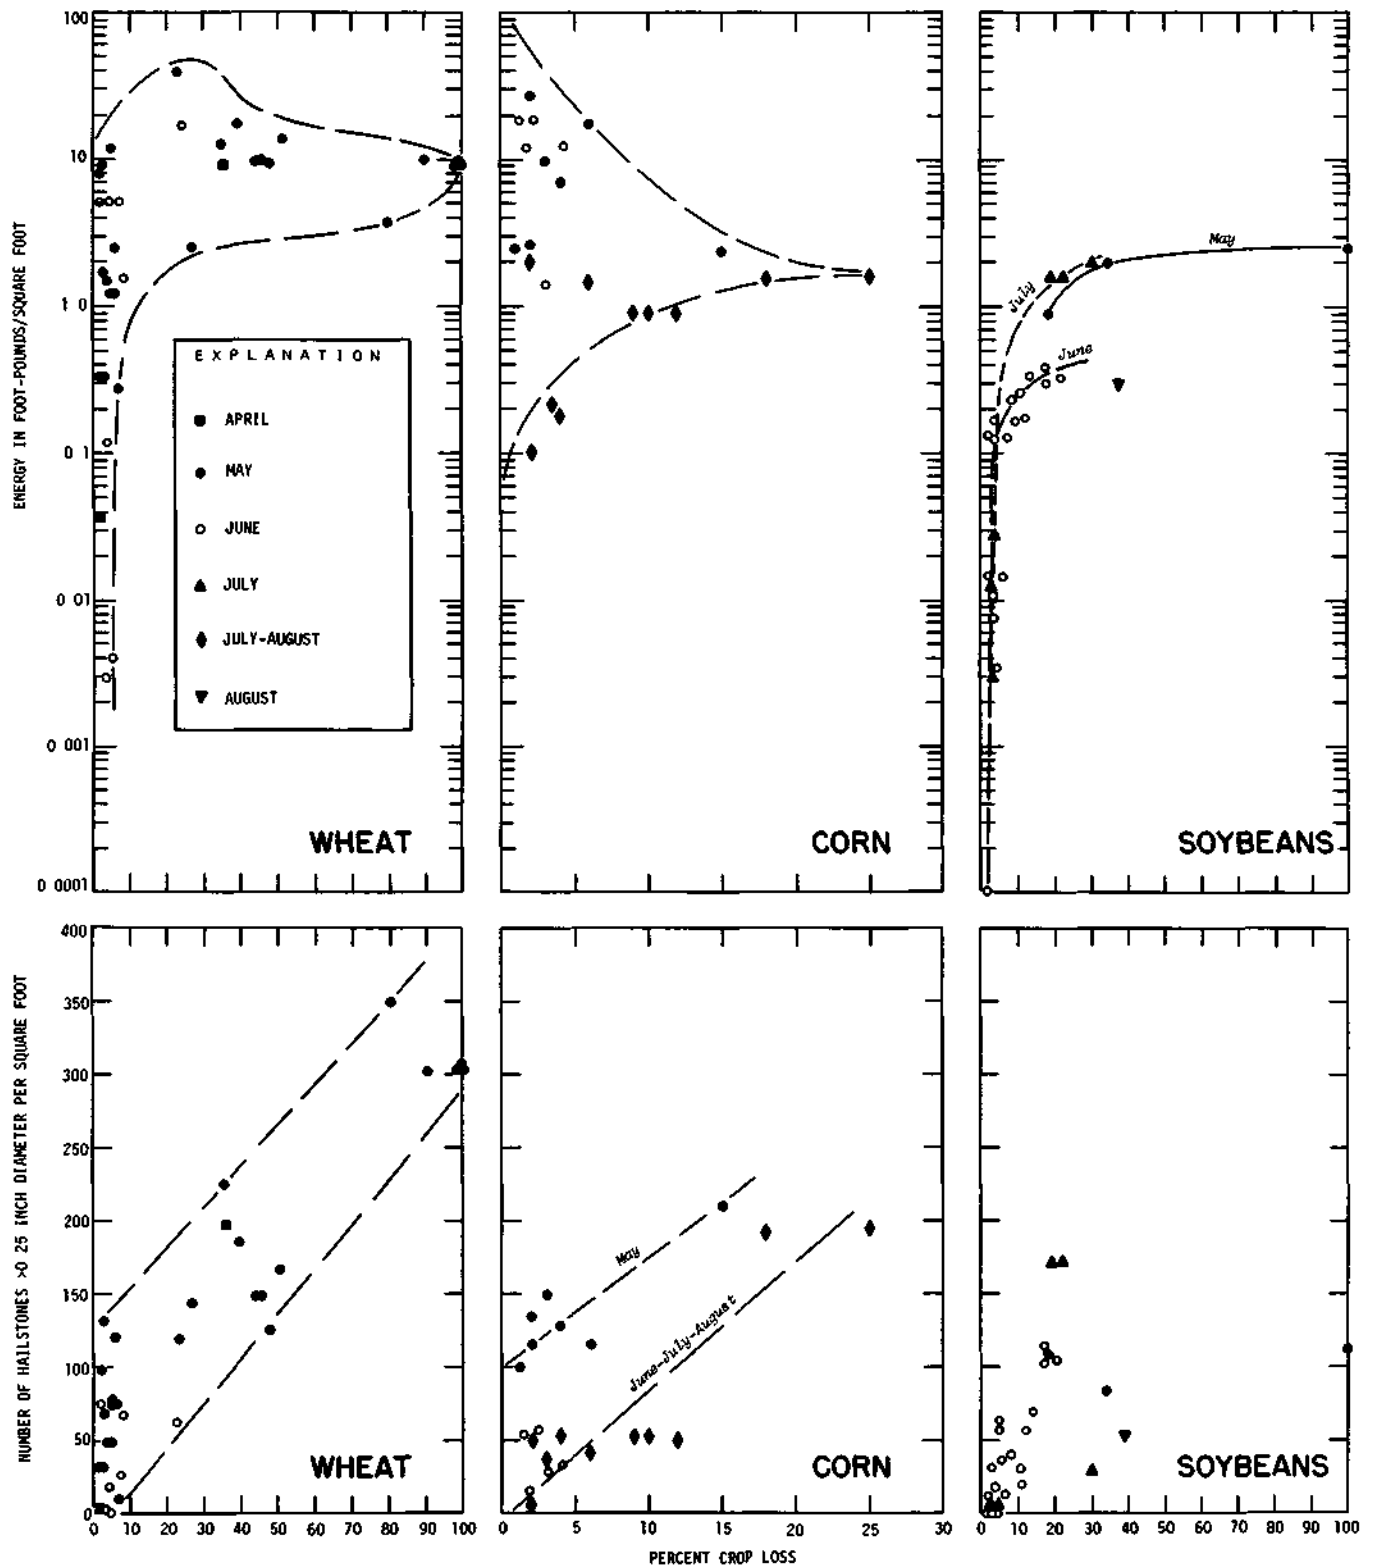 100
10
1 0
0 1
0 01
0 001
0 0001
ENERGY IN FOOT-POUNDS/SQUARE FOOT
EXPLANATION
APRIL
MAY
JUNE
JULY
JULY-AUGUST
AUGUST
WHEAT
CORN
May
July
June
SOYBEANS
400
350
300
250
200
150
100
50
0
NUMBER OF HAILSTONES >0 25 INCH DIAMETER PER SQUARE FOOT
WHEAT
May
June-July-August
CORN
SOYBEANS
0 10 20 30 40 50 60 70 80 90 100
0 5 10 15 20 25 30
0 10 20 30 40 50 60 70 80 90 100
PERCENT CROP LOSS